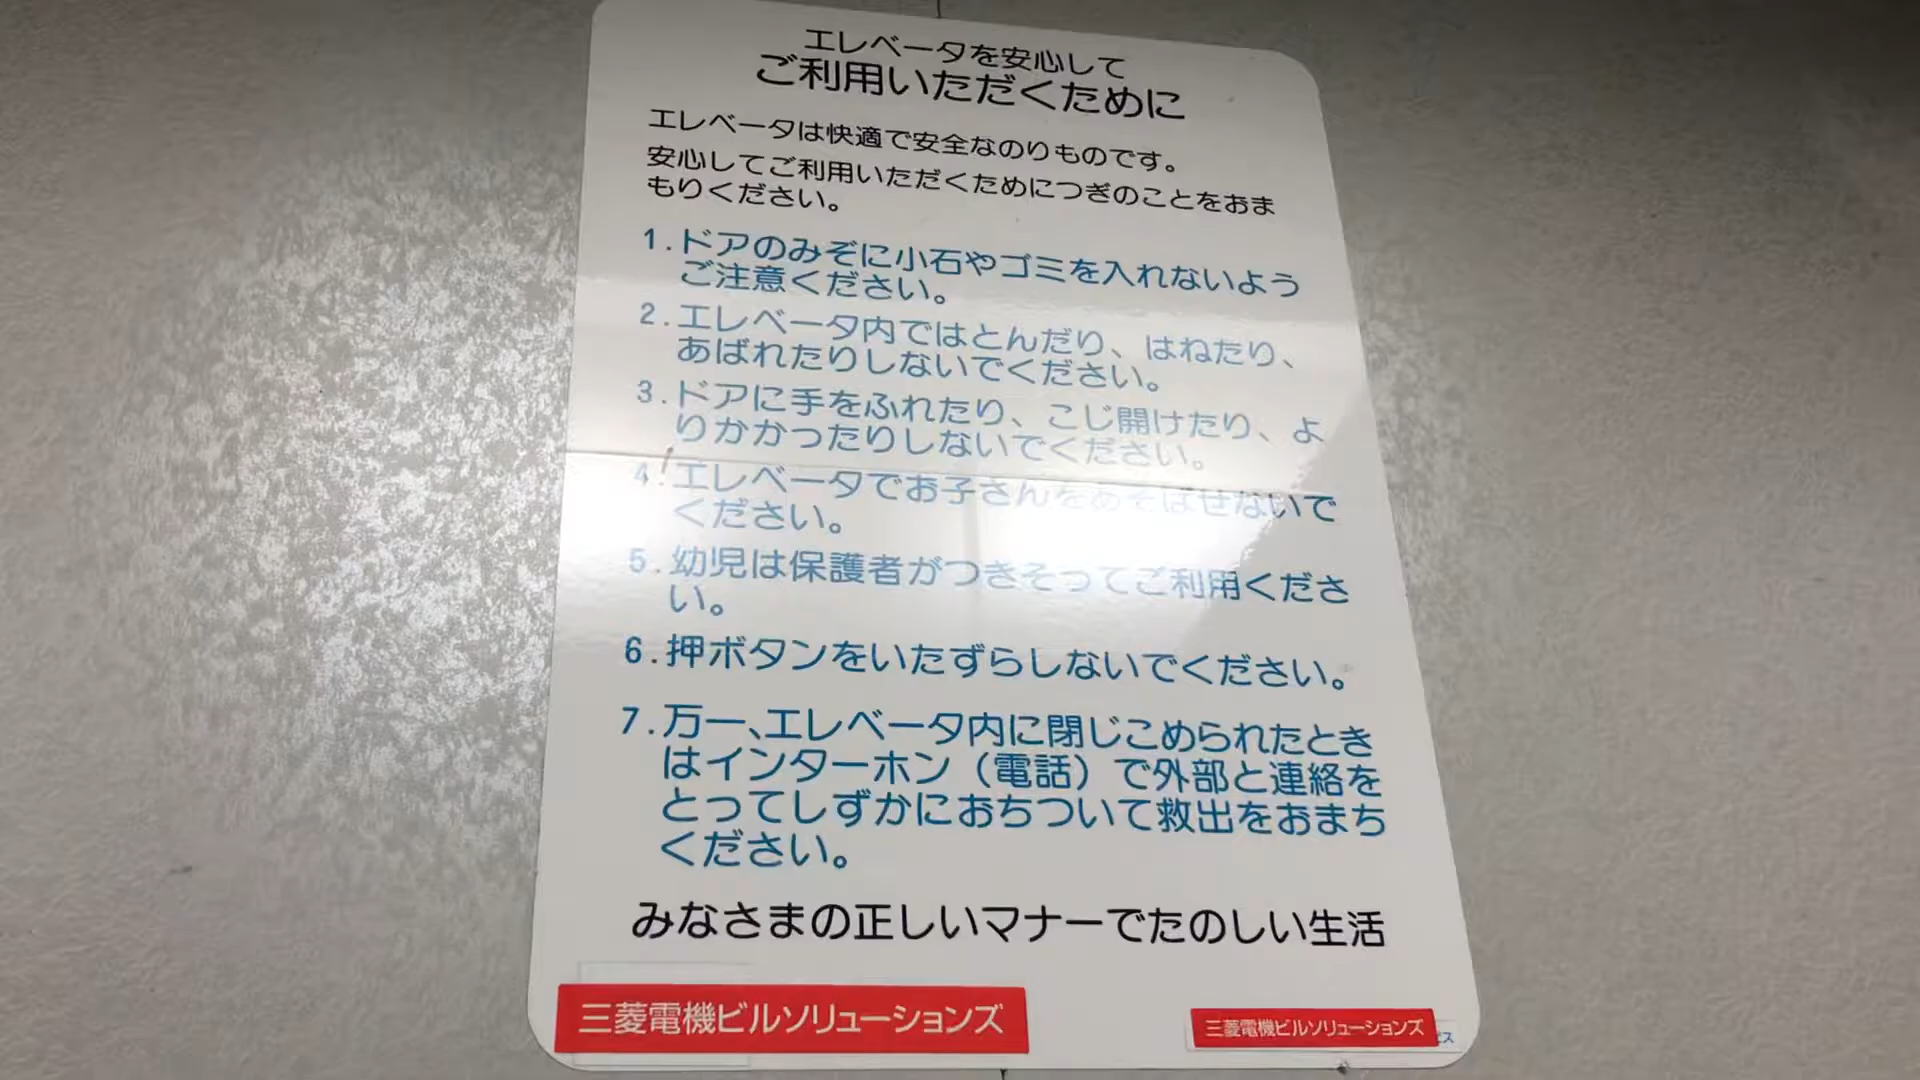 エレベータを安心して
ご利用いただくために
エレベータは快適で安全なのりものです。
安心してご利用いただくためにつぎのことをおま
もりください。
1.ドアのみぞに小石やゴミを入れないよう
ご注意ください。
2.エレベータ内ではとんだり、はねたり、
あばれたりしないでください。
3.ドアに手をふれたり、こじ開けたり、よ
りかかったりしないでください。
4.エレベータでお子さんをあそばせないで
ください。
5.幼児は保護者がつきそってご利用くださ
い。
6.押ボタンをいたずらしないでください。
7.万一、エレベータ内に閉じこめられたとき
はインターホン(電話)で外部と連絡を
とってしずかにおちついて救出をおまち
ください。
みなさまの正しいマナーでたのしい生活
三菱電機ビルソリューションズ
三菱電機ビルソリューションズ